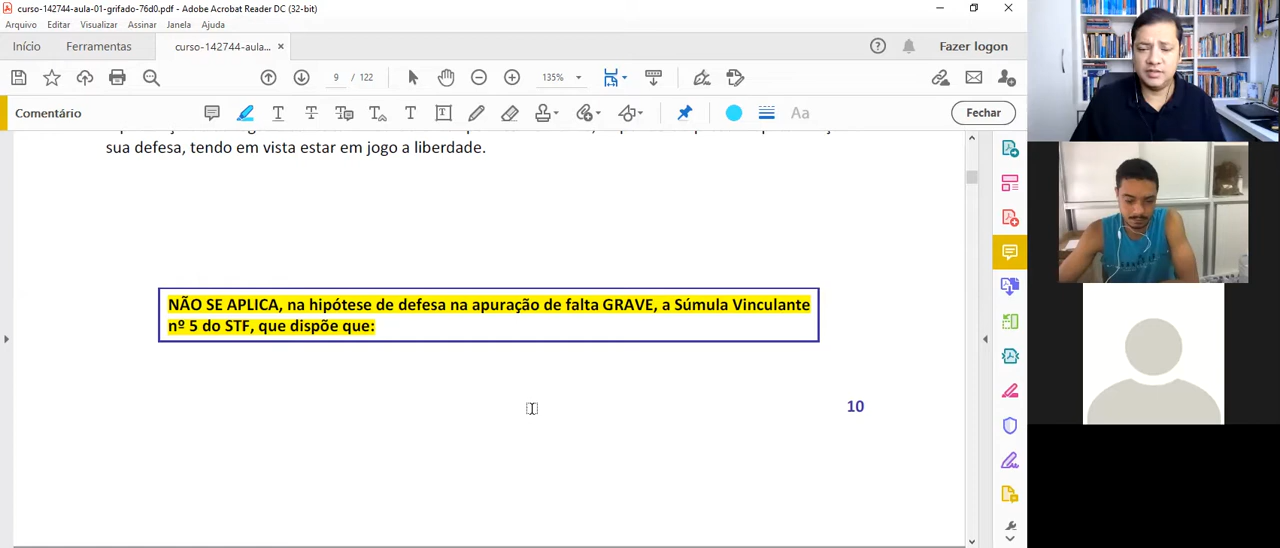 curso-142744-aula-01-grifado-76d0.pdf - Adobe Acrobat Reader DC (32-bit)
Arquivo Editar Visualizar Assinar Janela Ajuda
Início Ferramentas curso-142744-aula... × Fazer logon
9 / 122 135%
Comentário Aa Fechar
sua defesa, tendo em vista estar em jogo a liberdade.
NÃO SE APLICA, na hipótese de defesa na apuração de falta GRAVE, a Súmula Vinculante
nº 5 do STF, que dispõe que:
10